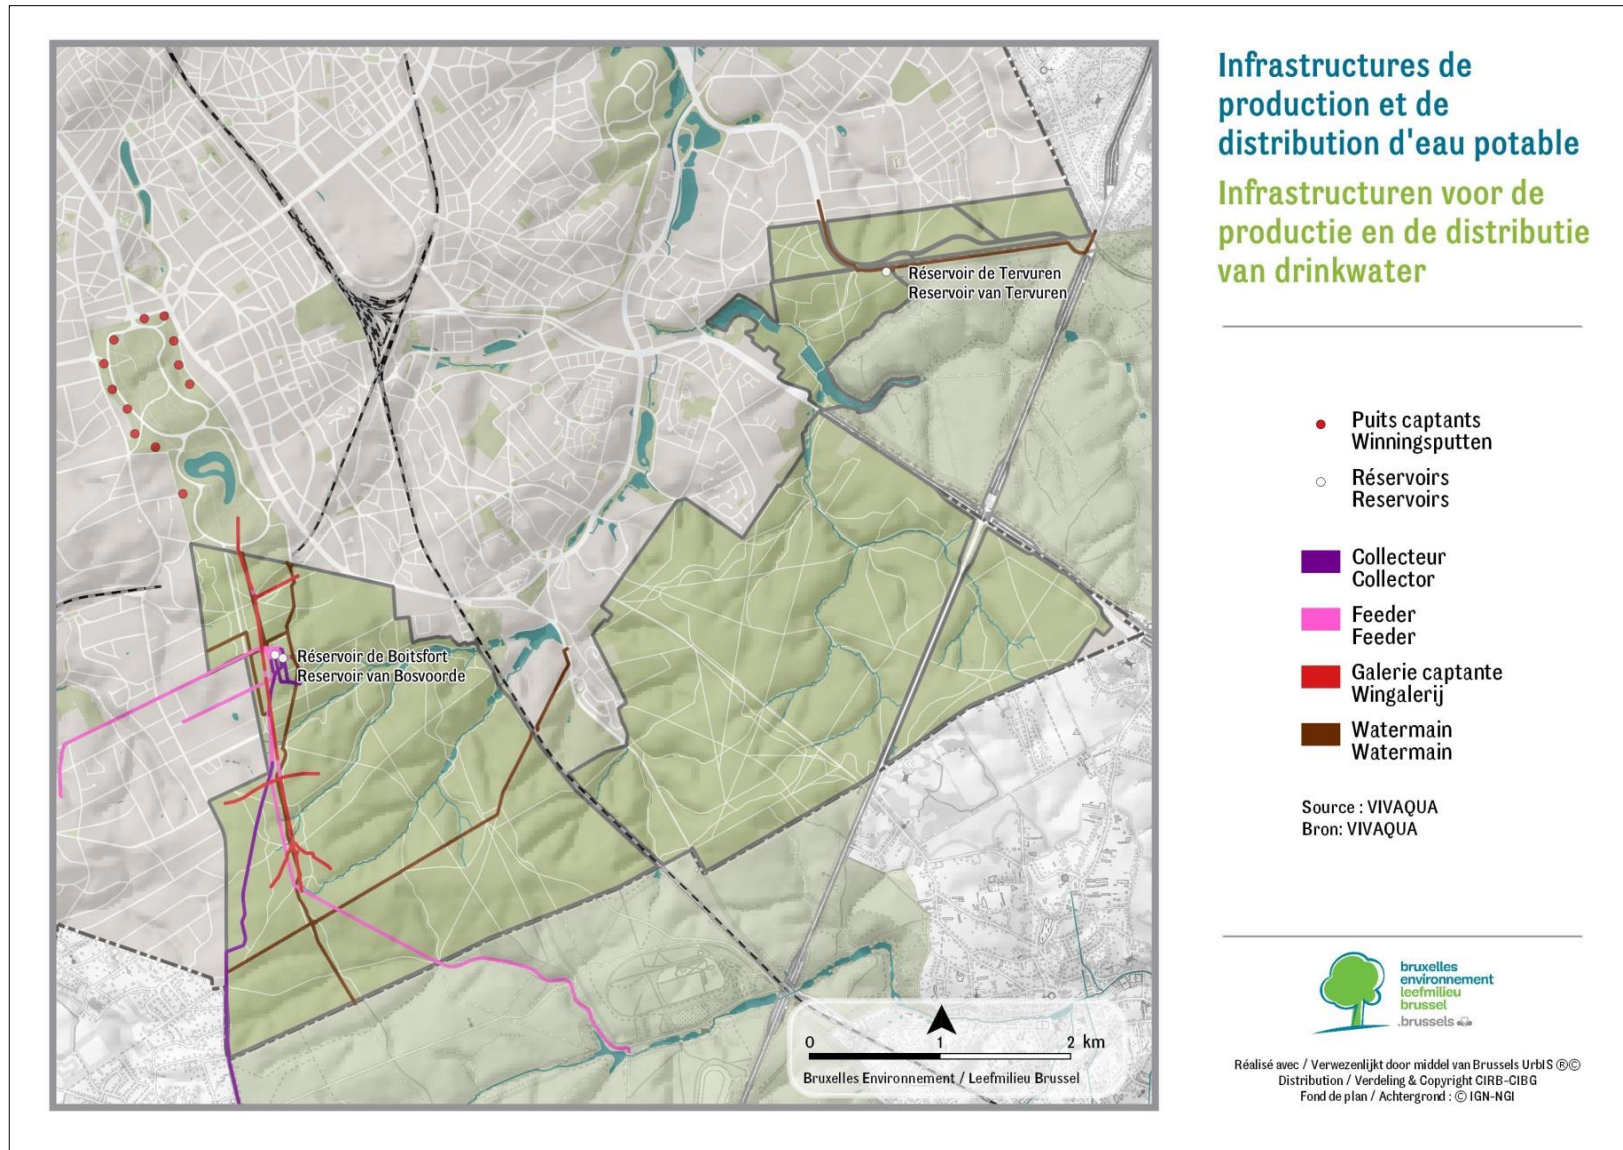 Infrastructures de
production et de
distribution d'eau potable
Infrastructuren voor de
productie en de distributie
van drinkwater
Réservoir de Tervuren
Reservoir van Tervuren
Réservoir de Boitsfort
Reservoir van Bosvoorde
Puits captants
Winningsputten
Réservoirs
Reservoirs
Collecteur
Collector
Feeder
Feeder
Galerie captante
Wingalerij
Watermain
Watermain
Source : VIVAQUA
Bron: VIVAQUA
0 1 2 km
Bruxelles Environnement / Leefmilieu Brussel
bruxelles
environnement
leefmilieu
brussel
.brussels
Réalisé avec / Verwezenlijkt door middel van Brussels UrbIS ®©
Distribution / Verdeling & Copyright CIRB-CIBG
Fond de plan / Achtergrond : © IGN-NGI